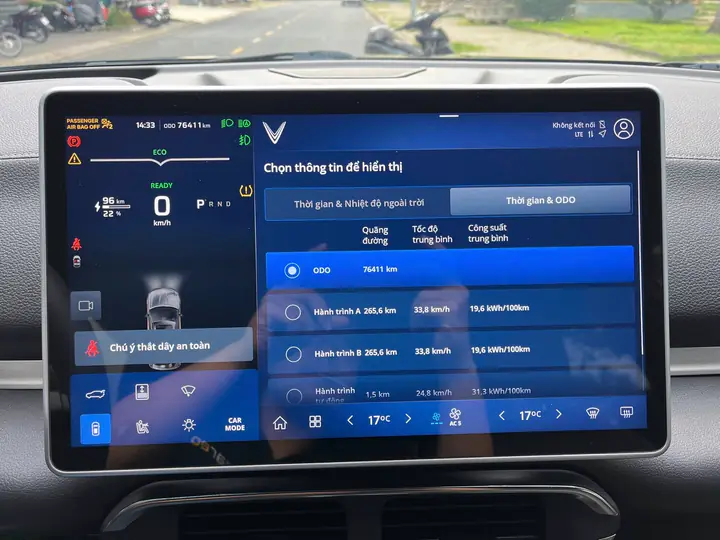 PASSENGER
AIR BAG OFF
14:33 ODO 76411 km
ECO
READY
96 km
22 %
0
km/h
P R N D
Chú ý thắt dây an toàn
CAR
MODE
Không kết nối
LTE
Chọn thông tin để hiển thị
Thời gian & Nhiệt độ ngoài trời
Thời gian & ODO
Quãng đường
Tốc độ trung bình
Công suất trung bình
ODO 76411 km
Hành trình A 265,6 km 33,8 km/h 19,6 kWh/100km
Hành trình B 265,6 km 33,8 km/h 19,6 kWh/100km
Hành trình tự động 1,5 km 24,8 km/h 31,3 kWh/100km
17°C
AC 5
17°C